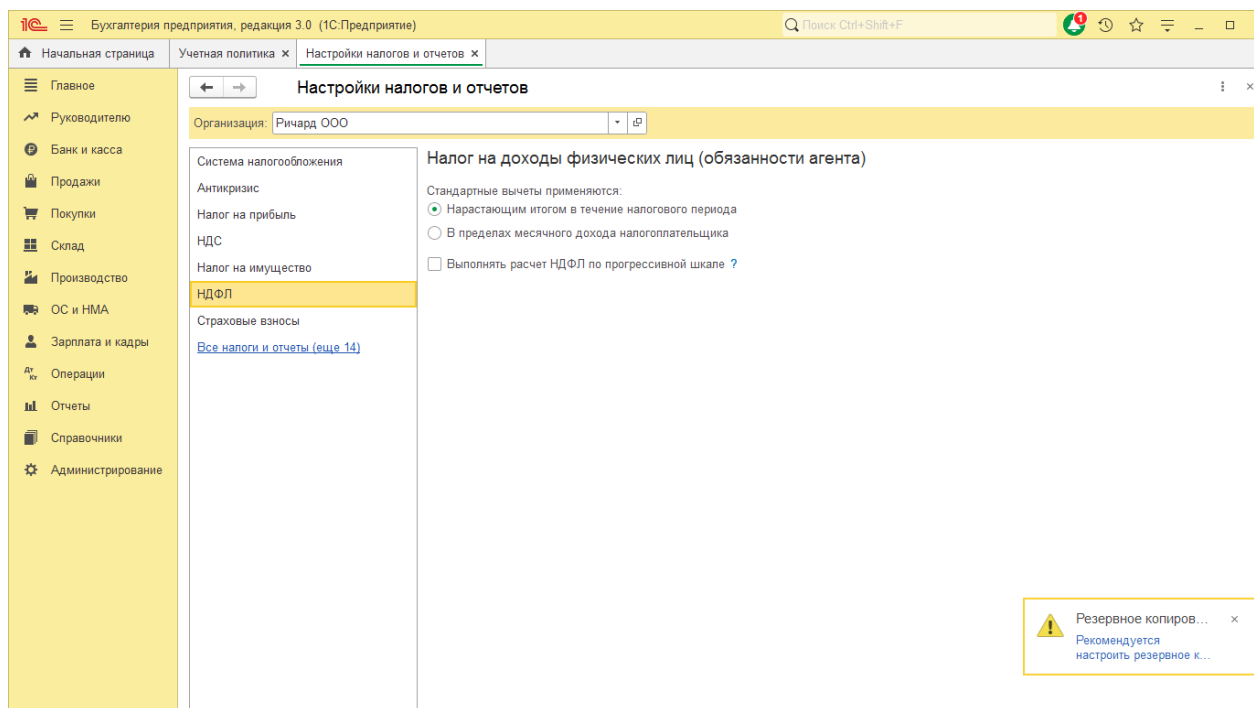 1С Бухгалтерия предприятия, редакция 3.0 (1С:Предприятие) Поиск Ctrl+Shift+F 1
Начальная страница Учетная политика × Настройки налогов и отчетов ×
Главное
Руководителю
Банк и касса
Продажи
Покупки
Склад
Производство
ОС и НМА
Зарплата и кадры
Операции
Отчеты
Справочники
Администрирование
Настройки налогов и отчетов
Организация: Ричард ООО
Система налогообложения
Антикризис
Налог на прибыль
НДС
Налог на имущество
НДФЛ
Страховые взносы
Все налоги и отчеты (еще 14)
Налог на доходы физических лиц (обязанности агента)
Стандартные вычеты применяются:
Нарастающим итогом в течение налогового периода
В пределах месячного дохода налогоплательщика
Выполнять расчет НДФЛ по прогрессивной шкале ?
Резервное копиров... ×
Рекомендуется
настроить резервное к...